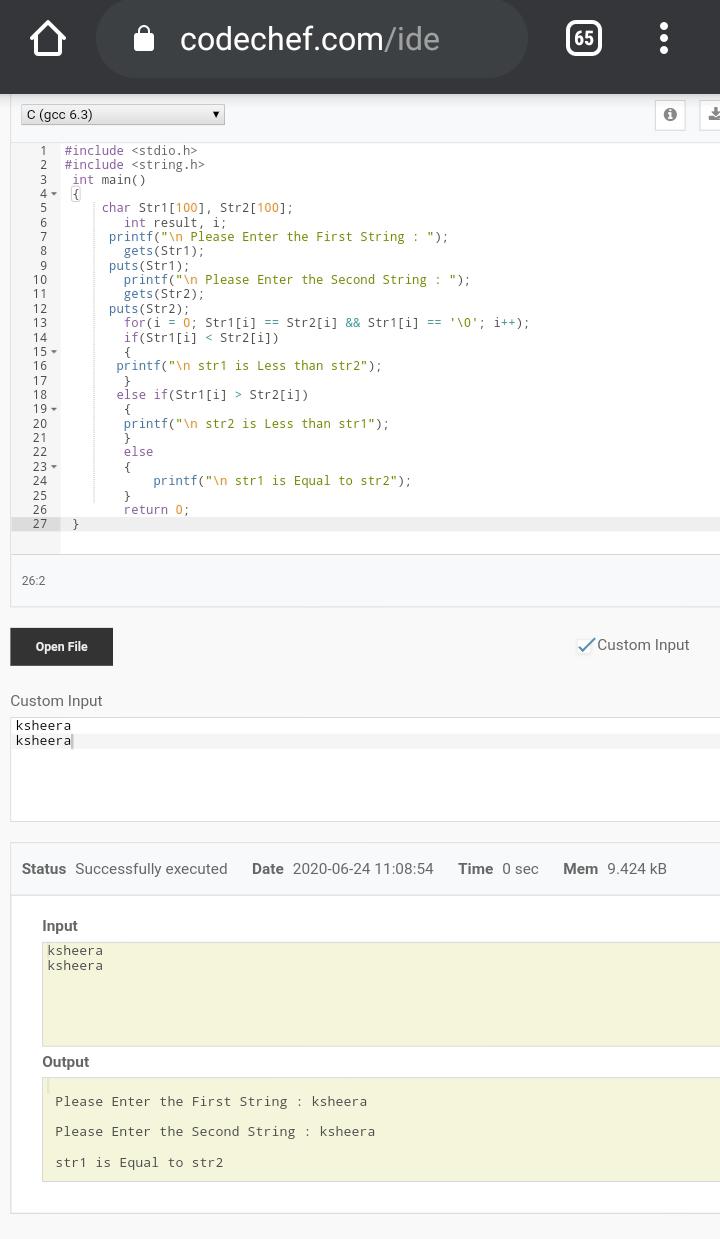 codechef.com/ide
65
C (gcc 6.3)
1 #include <stdio.h>
2 #include <string.h>
3 int main()
4 {
5 char Str1[100], Str2[100];
6 int result, i;
7 printf("\n Please Enter the First String : ");
8 gets(Str1);
9 puts(Str1);
10 printf("\n Please Enter the Second String : ");
11 gets(Str2);
12 puts(Str2);
13 for(i = 0; Str1[i] == Str2[i] && Str1[i] == '\0'; i++);
14 if(Str1[i] < Str2[i])
15 {
16 printf("\n str1 is Less than str2");
17 }
18 else if(Str1[i] > Str2[i])
19 {
20 printf("\n str2 is Less than str1");
21 }
22 else
23 {
24 printf("\n str1 is Equal to str2");
25 }
26 return 0;
27 }
26:2
Open File
Custom Input
Custom Input
ksheera
ksheera
Status Successfully executed Date 2020-06-24 11:08:54 Time 0 sec Mem 9.424 kB
Input
ksheera
ksheera
Output
Please Enter the First String : ksheera
Please Enter the Second String : ksheera
str1 is Equal to str2